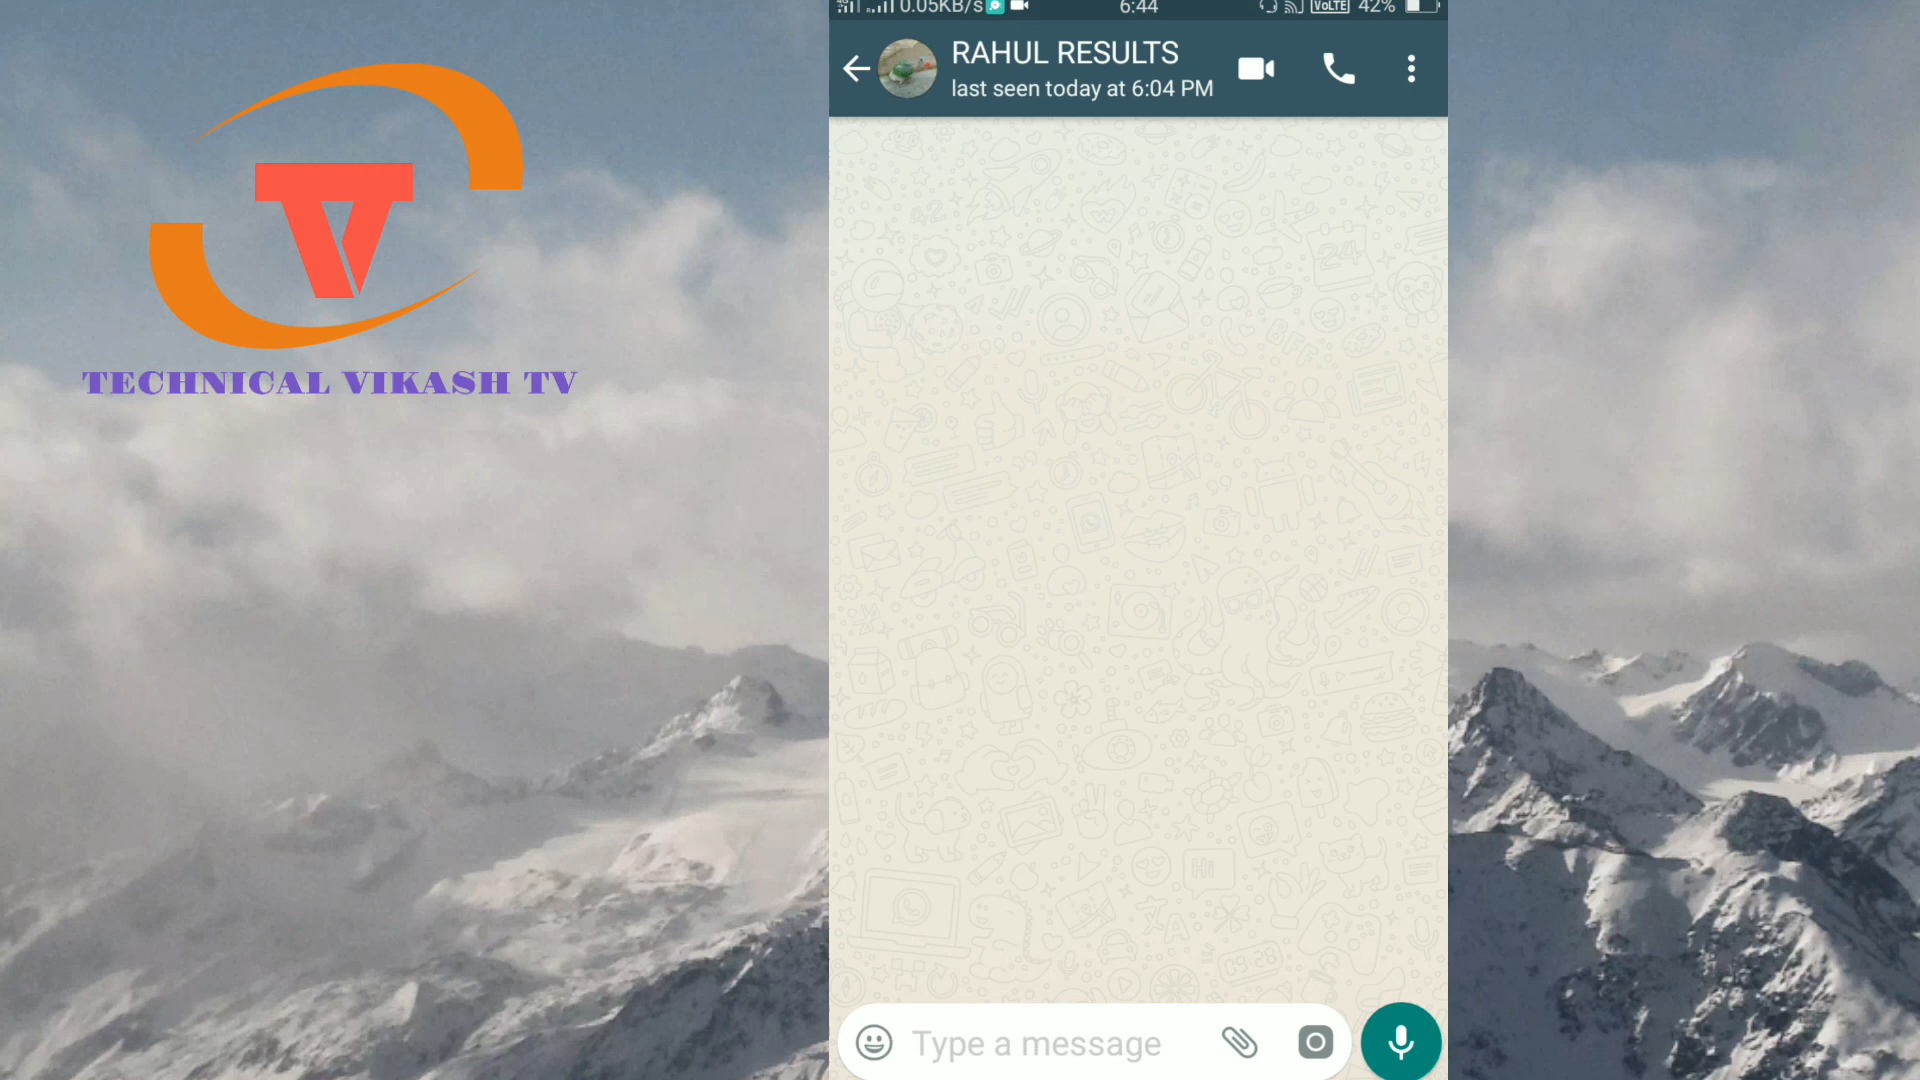 TECHNICAL VIKASH TV
0.05KB/s 6:44 VoLTE 42%
RAHUL RESULTS
last seen today at 6:04 PM
Type a message